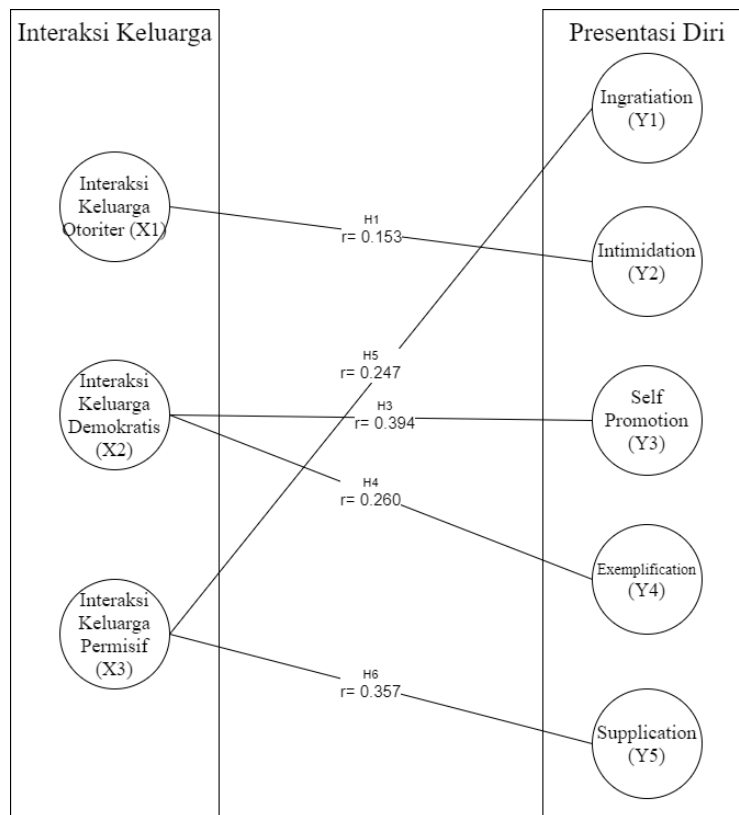 Interaksi Keluarga
Presentasi Diri
Interaksi
Keluarga
Otoriter (X1)
Interaksi
Keluarga
Demokratis
(X2)
Interaksi
Keluarga
Permisif
(X3)
H1
r= 0.153
H5
r= 0.247
H3
r= 0.394
H4
r= 0.260
H6
r= 0.357
Ingratiation
(Y1)
Intimidation
(Y2)
Self
Promotion
(Y3)
Exemplification
(Y4)
Supplication
(Y5)